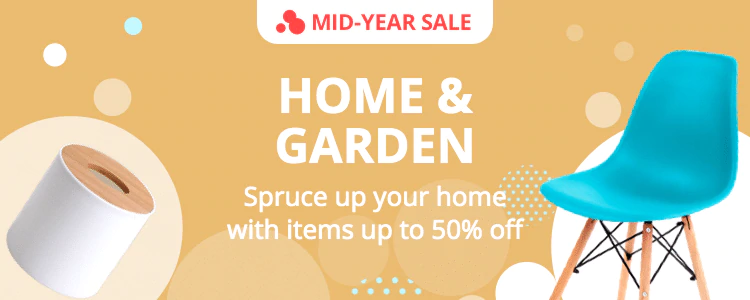 MID-YEAR SALE
HOME &
GARDEN
Spruce up your home
with items up to 50% off